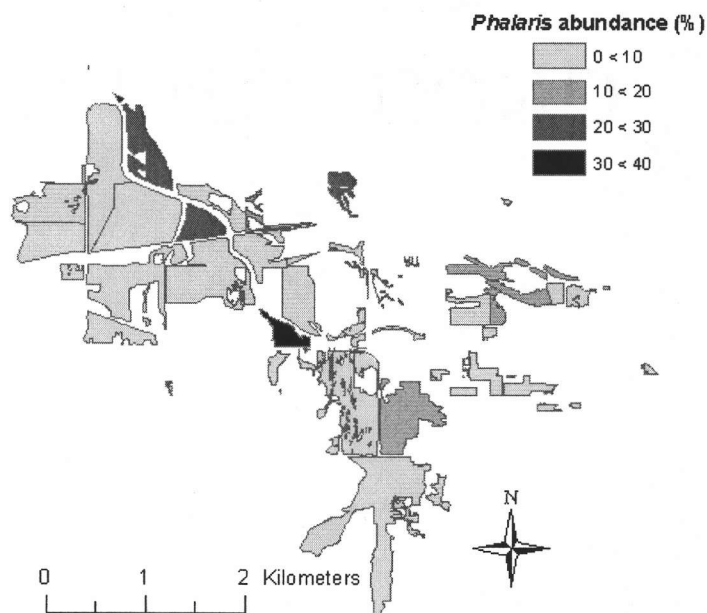 Phalaris abundance (%)
0 < 10
10 < 20
20 < 30
30 < 40
N
0 1 2 Kilometers